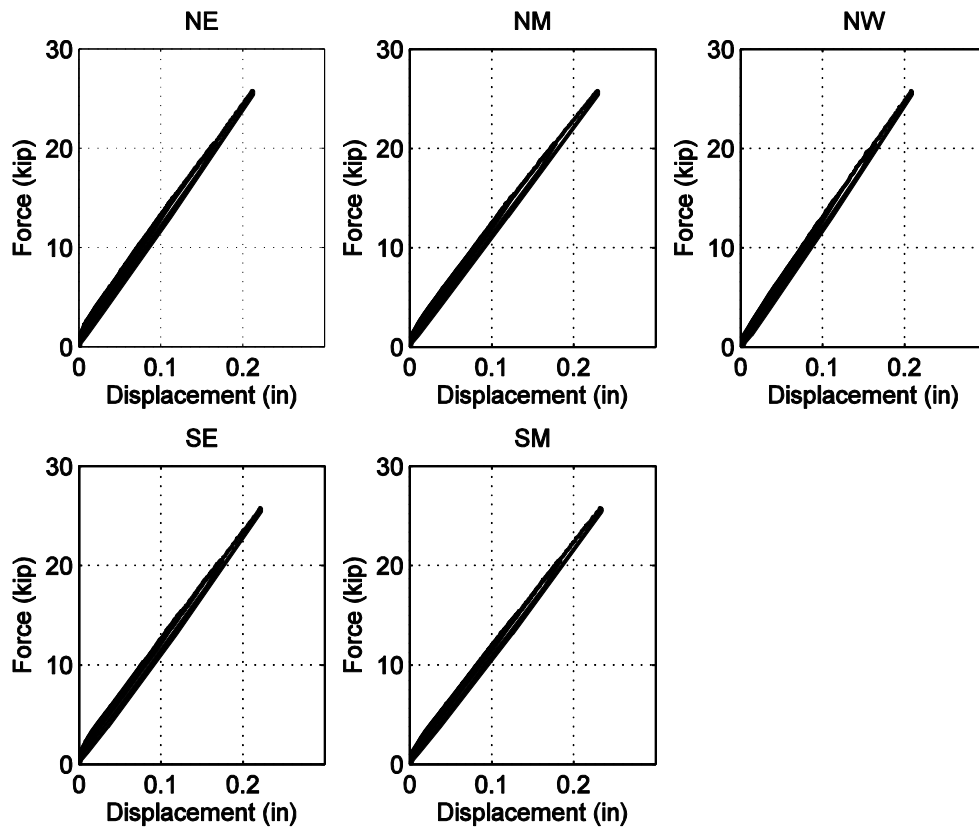 NE NM NW
30 30 30
20 20 20
10 10 10
0 0 0
Force (kip) Force (kip) Force (kip)
0 0.1 0.2 0 0.1 0.2 0 0.1 0.2
Displacement (in) Displacement (in) Displacement (in)
SE SM
30 30
20 20
10 10
0 0
Force (kip) Force (kip)
0 0.1 0.2 0 0.1 0.2
Displacement (in) Displacement (in)